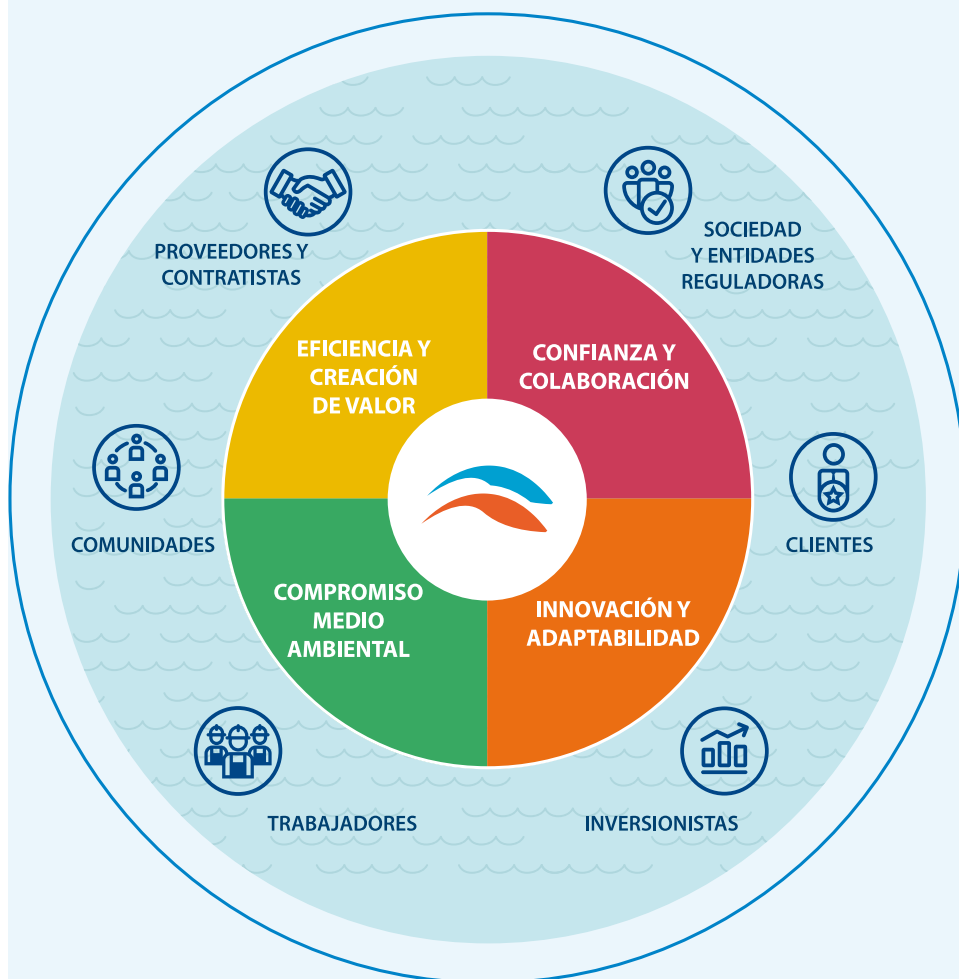 PROVEEDORES Y
CONTRATISTAS
SOCIEDAD
Y ENTIDADES
REGULADORAS
EFICIENCIA Y
CREACIÓN
DE VALOR
CONFIANZA Y
COLABORACIÓN
COMUNIDADES
CLIENTES
COMPROMISO
MEDIO
AMBIENTAL
INNOVACIÓN Y
ADAPTABILIDAD
TRABAJADORES
INVERSIONISTAS